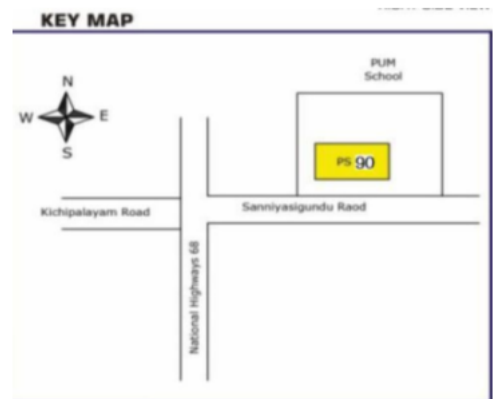 KEY MAP
PUM
School
N
W
E
S
PS 90
Kichipalayam Road
Sanniyasigundu Raod
National Highways 68